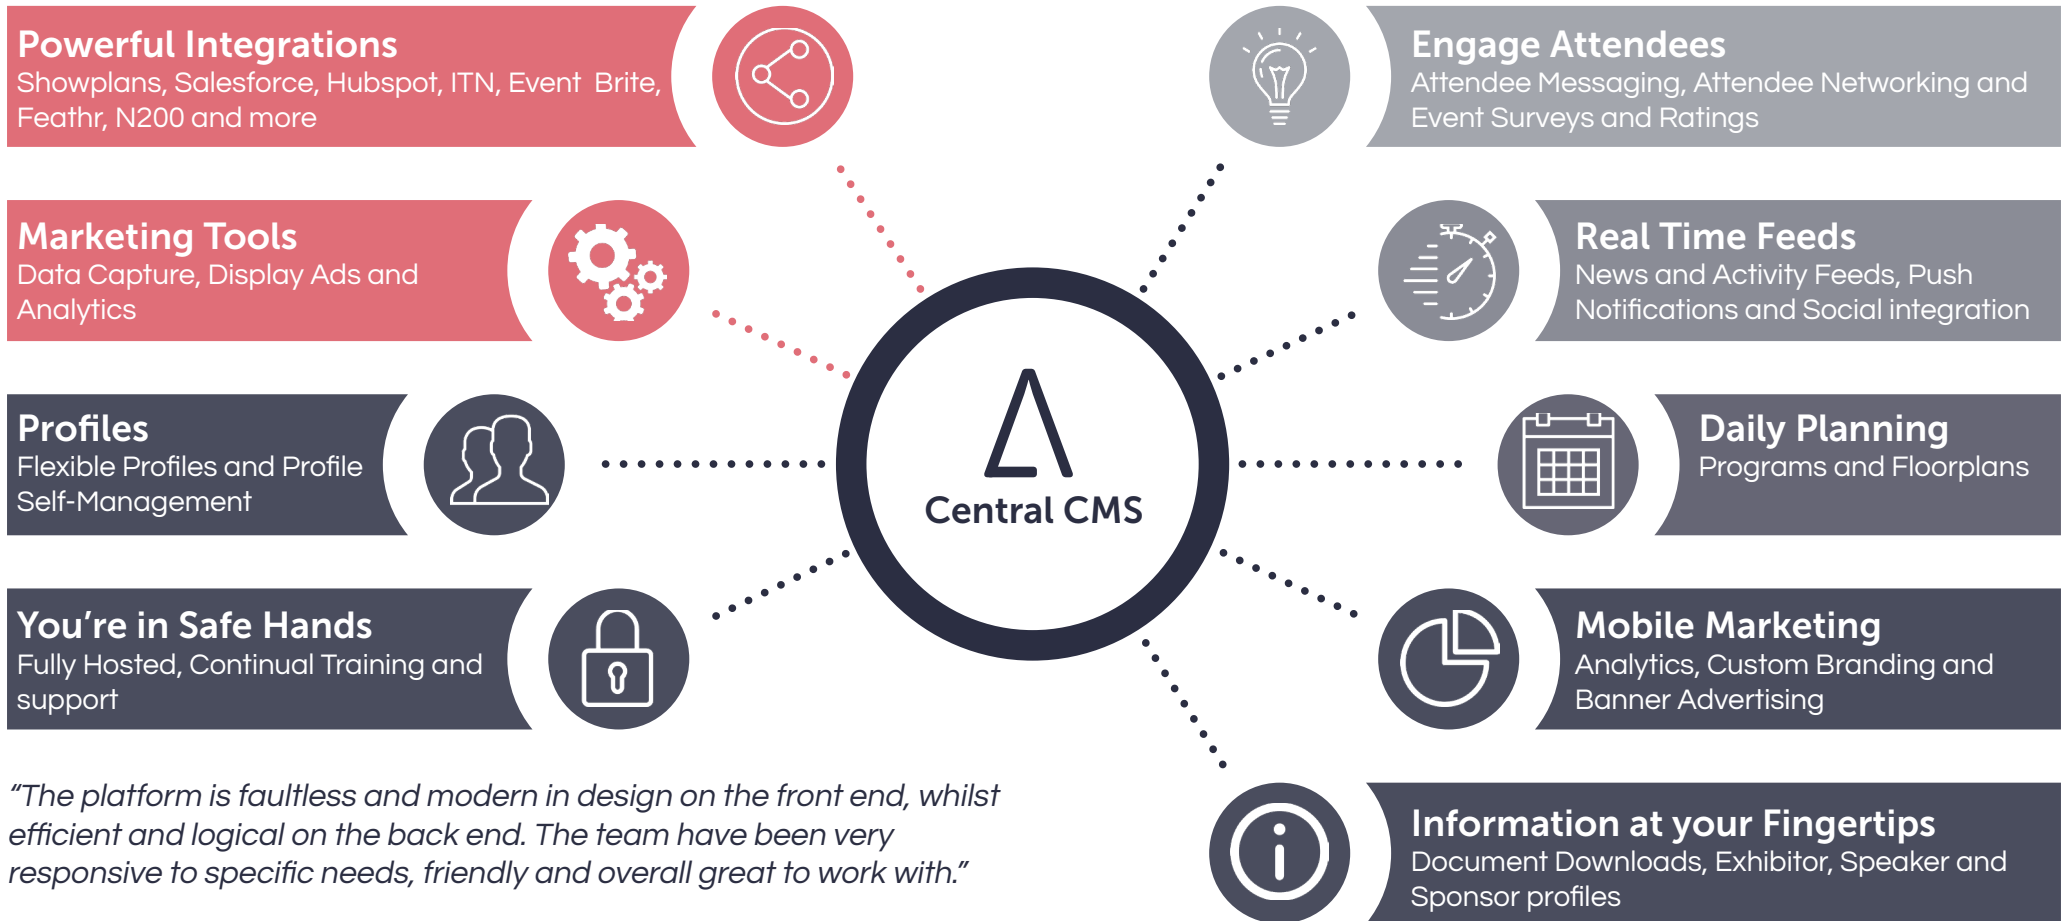 Powerful Integrations
Showplans, Salesforce, Hubspot, ITN, Event Brite,
Feathr, N200 and more
Marketing Tools
Data Capture, Display Ads and
Analytics
Profiles
Flexible Profiles and Profile
Self-Management
You're in Safe Hands
Fully Hosted, Continual Training and
support
Central CMS
Engage Attendees
Attendee Messaging, Attendee Networking and
Event Surveys and Ratings
Real Time Feeds
News and Activity Feeds, Push
Notifications and Social integration
Daily Planning
Programs and Floorplans
Mobile Marketing
Analytics, Custom Branding and
Banner Advertising
Information at your Fingertips
Document Downloads, Exhibitor, Speaker and
Sponsor profiles
"The platform is faultless and modern in design on the front end, whilst
efficient and logical on the back end. The team have been very
responsive to specific needs, friendly and overall great to work with."